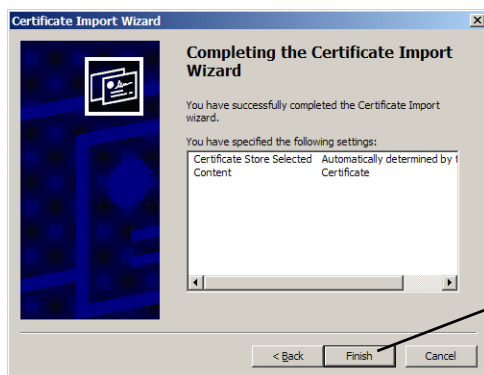 Certificate Import Wizard
Completing the Certificate Import
Wizard
You have successfully completed the Certificate Import
wizard.
You have specified the following settings:
Certificate Store Selected Automatically determined by
Content Certificate
< Back Finish Cancel